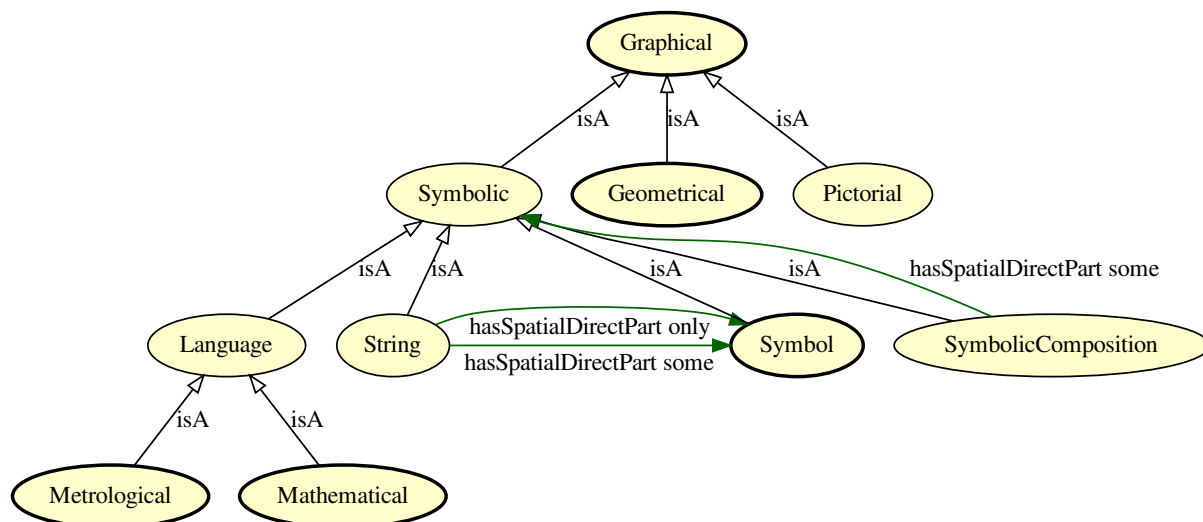 Graphical
isA isA isA
Symbolic Geometrical Pictorial
isA isA isA isA hasSpatialDirectPart some
hasSpatialDirectPart only
Language String Symbol SymbolicComposition
hasSpatialDirectPart some
isA isA
Metrological Mathematical